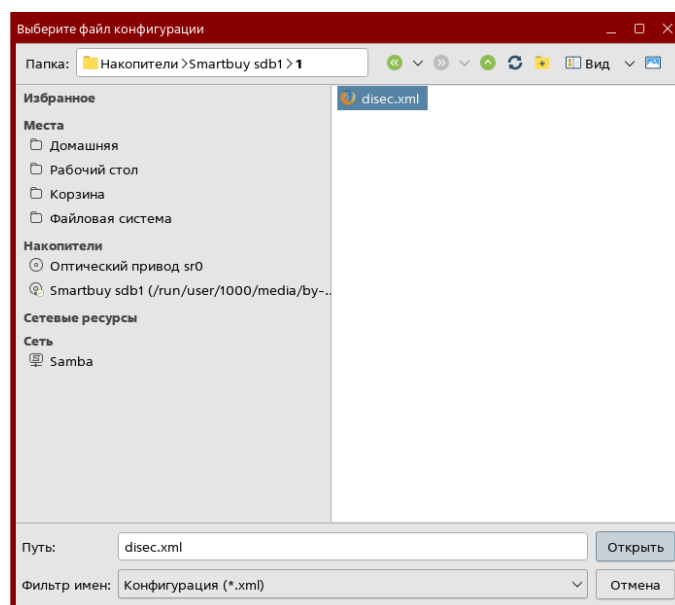 Выберите файл конфигурации
Папка: Накопители > Smartbuy sdb1 > 1 Вид
Избранное
disec.xml
Места
Домашняя
Рабочий стол
Корзина
Файловая система
Накопители
Оптический привод sr0
Smartbuy sdb1 (/run/user/1000/media/by-..
Сетевые ресурсы
Сеть
Samba
Путь: disec.xml Открыть
Фильтр имен: Конфигурация (*.xml) Отмена